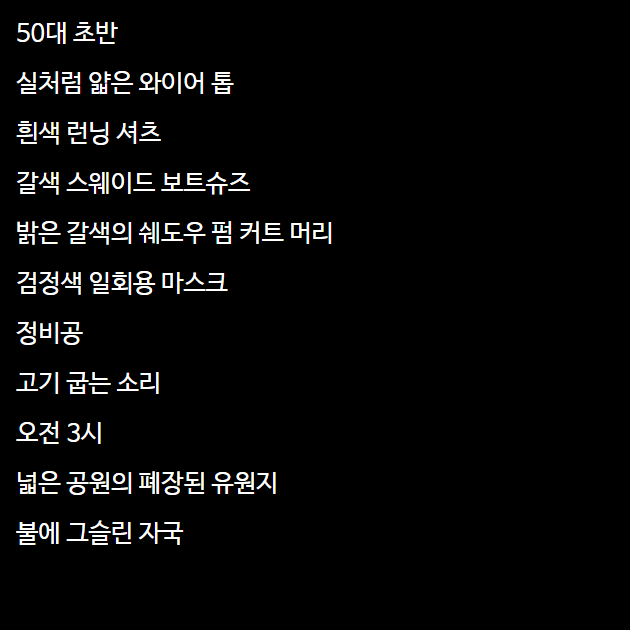 50대 초반
실처럼 얇은 와이어 톱
흰색 런닝 셔츠
갈색 스웨이드 보트슈즈
밝은 갈색의 쉐도우 펌 커트 머리
검정색 일회용 마스크
정비공
고기 굽는 소리
오전 3시
넓은 공원의 폐장된 유원지
불에 그슬린 자국